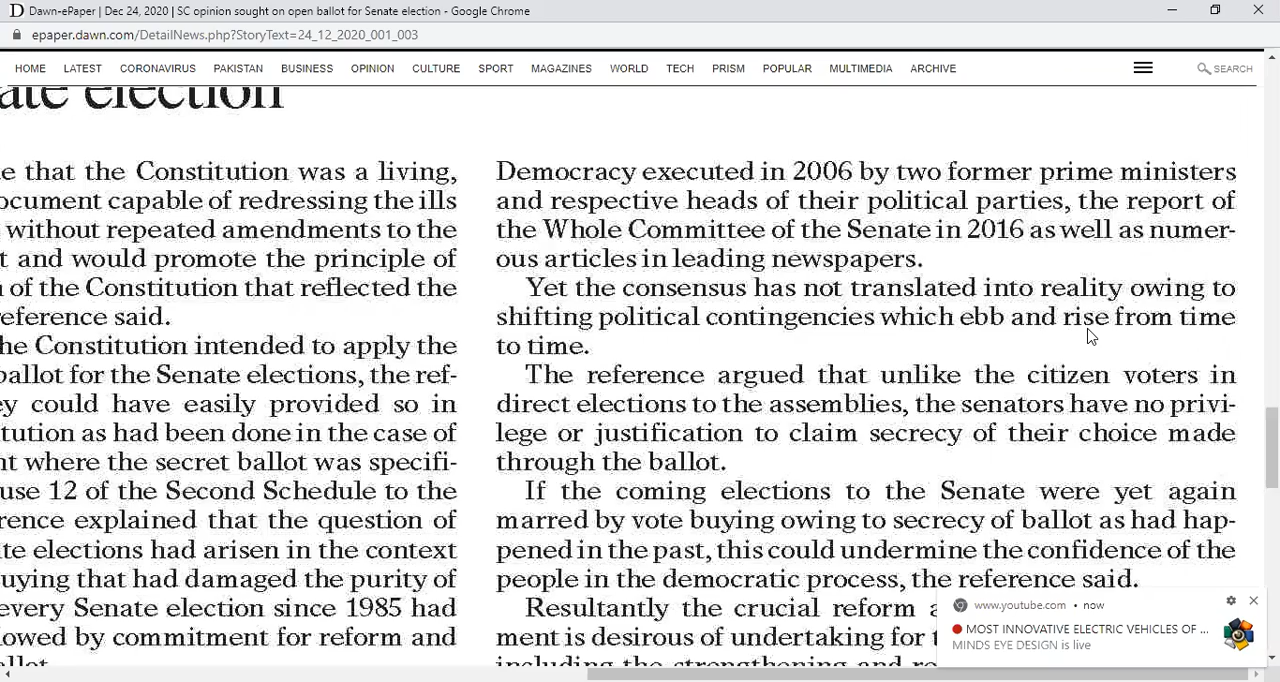 Dawn-ePaper | Dec 24, 2020 | SC opinion sought on open ballot for Senate election - Google Chrome
epaper.dawn.com/DetailNews.php?StoryText=24_12_2020_001_003
HOME LATEST CORONAVIRUS PAKISTAN BUSINESS OPINION CULTURE SPORT MAGAZINES WORLD TECH PRISM POPULAR MULTIMEDIA ARCHIVE SEARCH
ate election
e that the Constitution was a living,
ocument capable of redressing the ills
without repeated amendments to the
t and would promote the principle of
n of the Constitution that reflected the
reference said.
he Constitution intended to apply the
ballot for the Senate elections, the ref-
ey could have easily provided so in
tution as had been done in the case of
nt where the secret ballot was specifi-
use 12 of the Second Schedule to the
rence explained that the question of
te elections had arisen in the context
uying that had damaged the purity of
every Senate election since 1985 had
lowed by commitment for reform and
allot
Democracy executed in 2006 by two former prime ministers
and respective heads of their political parties, the report of
the Whole Committee of the Senate in 2016 as well as numer-
ous articles in leading newspapers.
Yet the consensus has not translated into reality owing to
shifting political contingencies which ebb and rise from time
to time.
The reference argued that unlike the citizen voters in
direct elections to the assemblies, the senators have no privi-
lege or justification to claim secrecy of their choice made
through the ballot.
If the coming elections to the Senate were yet again
marred by vote buying owing to secrecy of ballot as had hap-
pened in the past, this could undermine the confidence of the
people in the democratic process, the reference said.
Resultantly the crucial reform a
ment is desirous of undertaking for t
including the strengthening and re
www.youtube.com • now
MOST INNOVATIVE ELECTRIC VEHICLES OF ...
MINDS EYE DESIGN is live